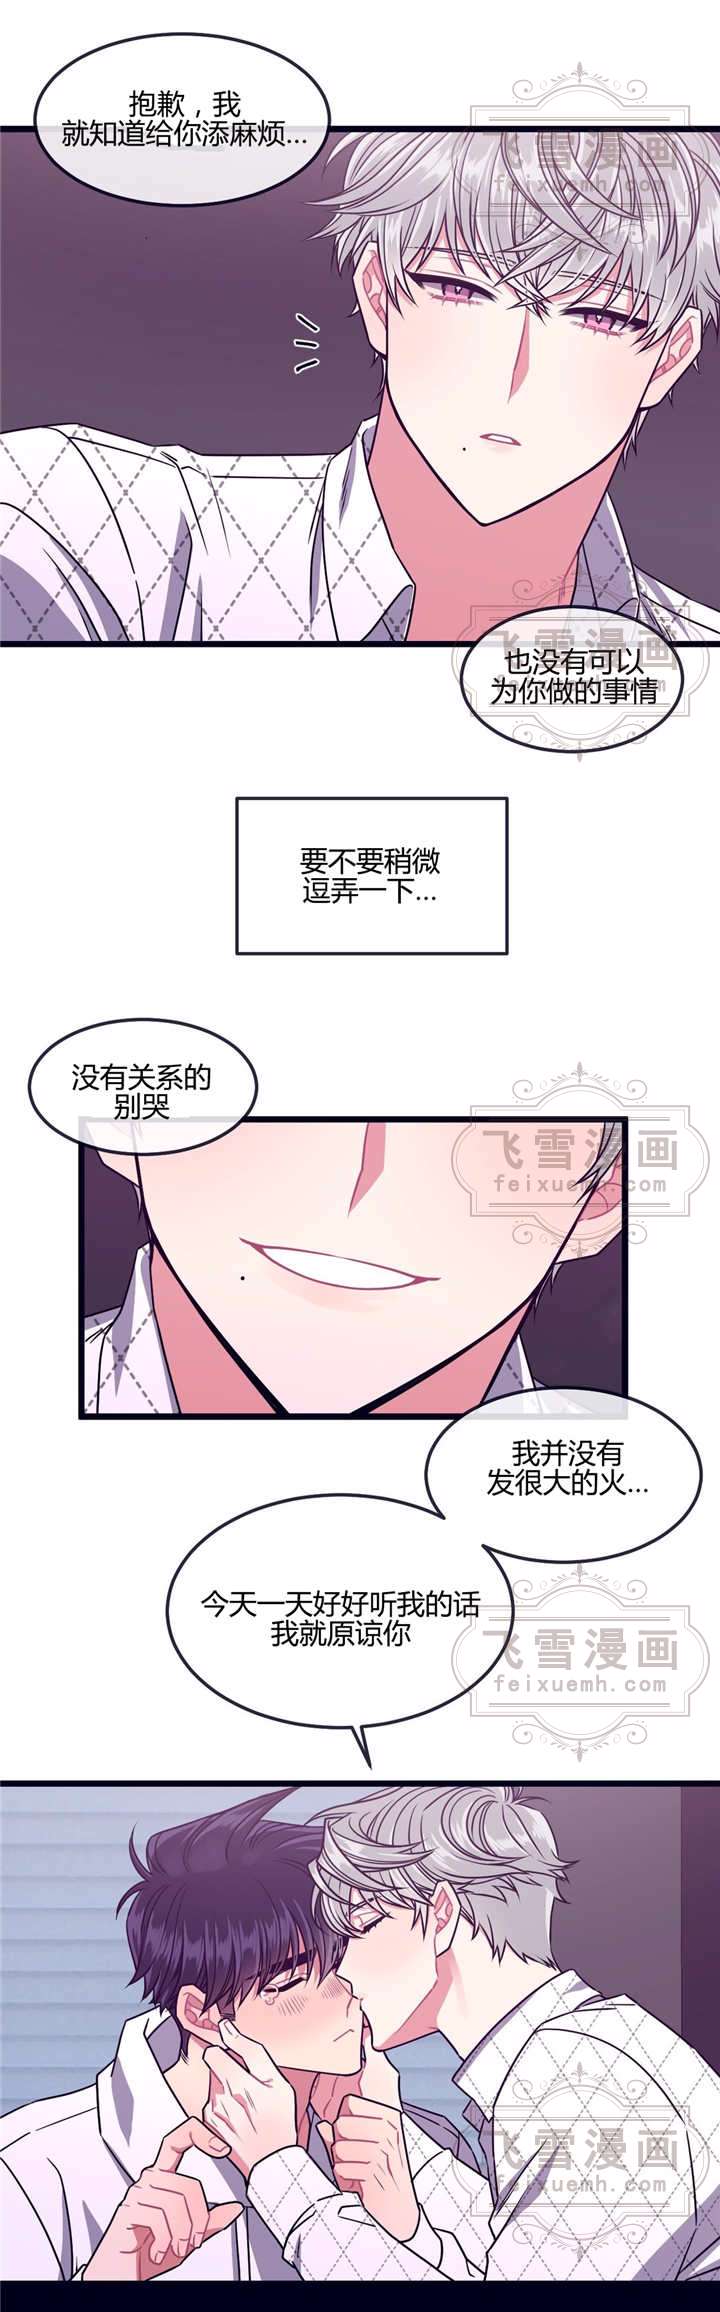 飞雪漫画
feixuemh.com
抱歉，我
就知道给你添麻烦...
飞雪漫画
也没有可以
为你做的事情
要不要稍微
逗弄一下...
没有关系的
别哭
飞雪漫画
feixuemh.com
我并没有
发很大的火...
今天一天好好听我的话
我就原谅你
飞雪漫画
feixuemh.com
飞雪漫画
feixuemh.com